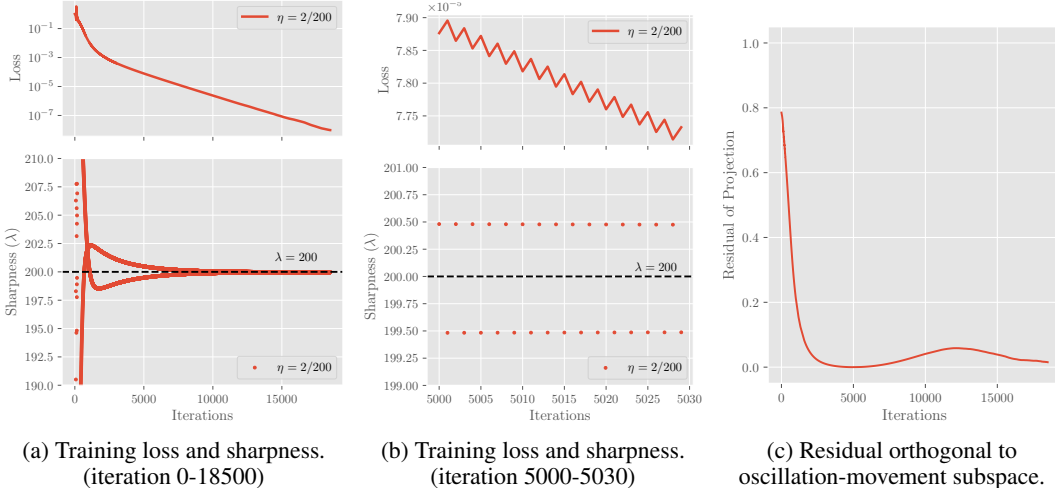 10⁻¹
10⁻³
10⁻⁵
10⁻⁷
Loss
η = 2/200
0
5000
10000
15000
210.0
207.5
205.0
202.5
200.0
197.5
195.0
192.5
190.0
Sharpness (λ)
λ = 200
η = 2/200
0
5000
10000
15000
Iterations
(a) Training loss and sharpness.
(iteration 0-18500)
×10⁻⁵
7.90
7.85
7.80
7.75
Loss
η = 2/200
201.00
200.75
200.50
200.25
200.00
199.75
199.50
199.25
199.00
Sharpness (λ)
λ = 200
η = 2/200
5000
5005
5010
5015
5020
5025
5030
Iterations
(b) Training loss and sharpness.
(iteration 5000-5030)
1.0
0.8
0.6
0.4
0.2
0.0
Residual of Projection
0
5000
10000
15000
Iterations
(c) Residual orthogonal to
oscillation-movement subspace.